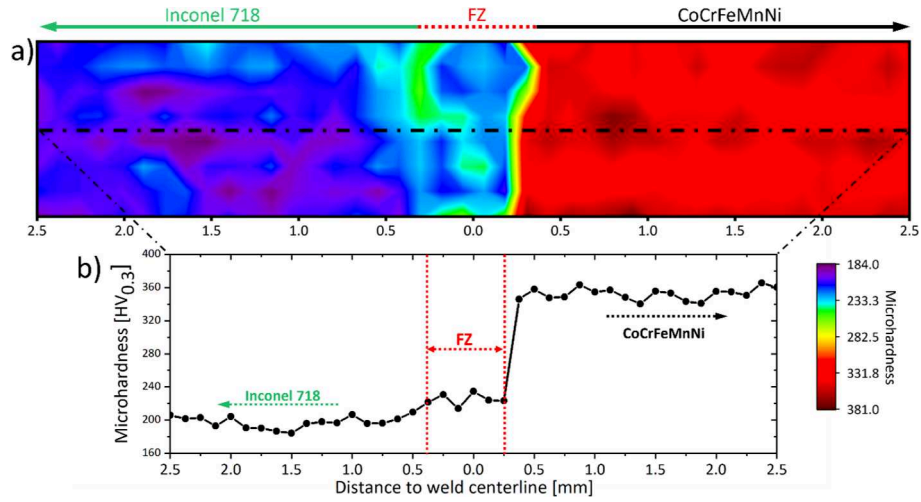 Inconel 718 FZ CoCrFeMnNi
a)
2.5 2.0 1.5 1.0 0.5 0.0 0.5 1.0 1.5 2.0 2.5
b)
400
360
320
280
240
200
160
Microhardness [HV0.3]
FZ
Inconel 718
CoCrFeMnNi
2.5 2.0 1.5 1.0 0.5 0.0 0.5 1.0 1.5 2.0 2.5
Distance to weld centerline [mm]
184.0
233.3
282.5
331.8
381.0
Microhardness